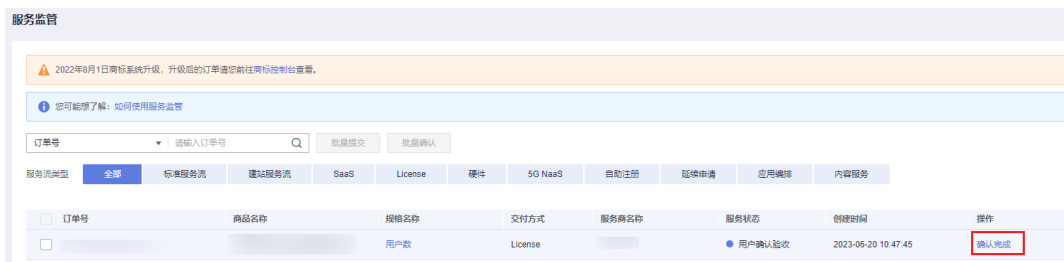 服务监管
2022年8月1日商标系统升级，升级后的订单请您前往商标控制台查看。
您可能想了解：如何使用服务监管
订单号 请输入订单号 批量提交 批量确认
服务流类型 全部 标准服务流 建站服务流 SaaS License 硬件 5G NaaS 自助注册 延续申请 应用编排 内容服务
订单号 商品名称 规格名称 交付方式 服务商名称 服务状态 创建时间 操作
用户数 License 用户确认验收 2023-06-20 10:47:45 确认完成